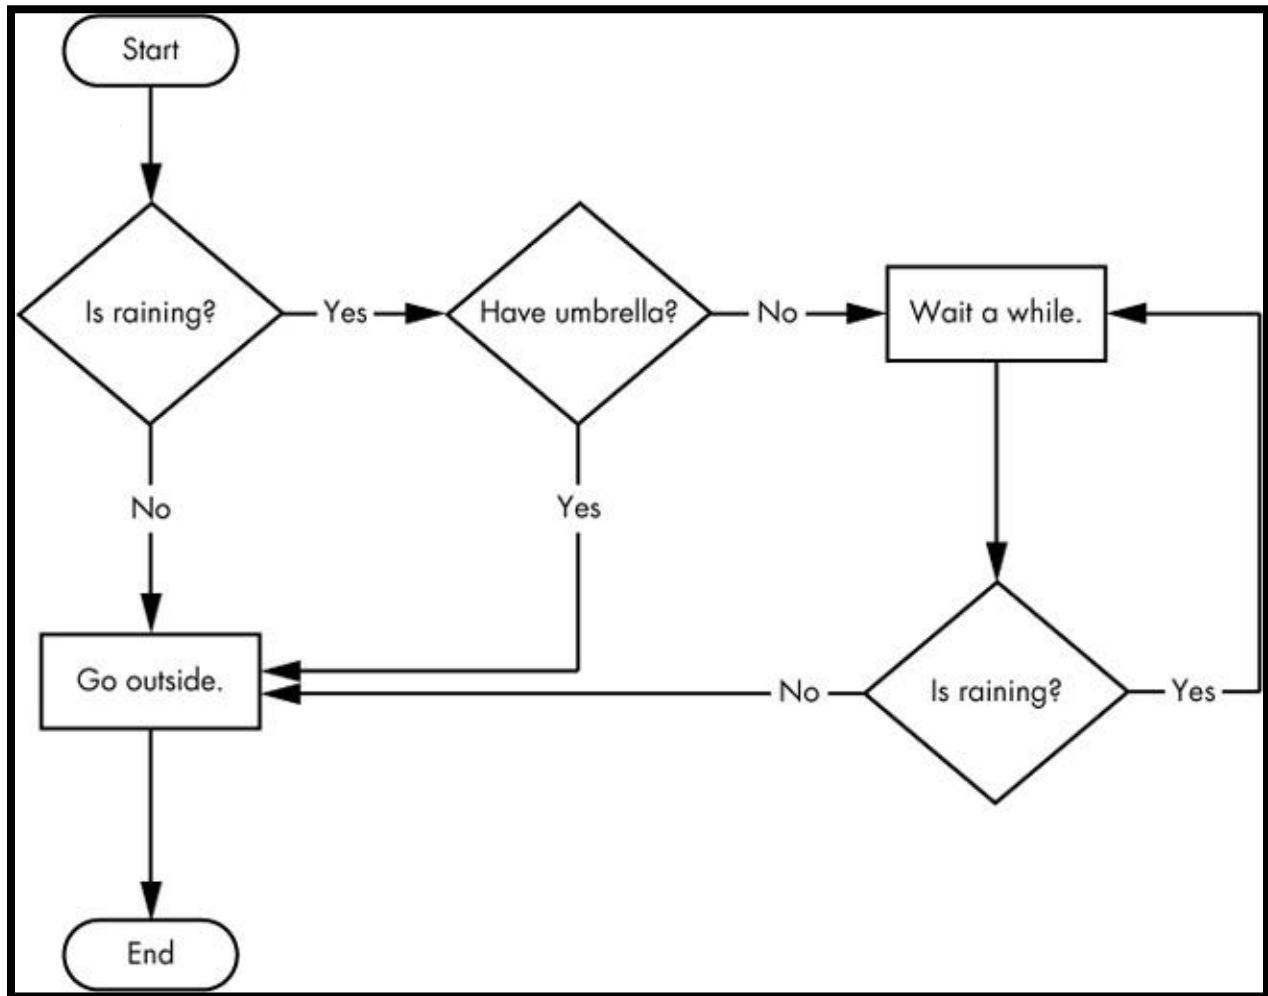 Start
Is raining?
Yes
Have umbrella?
No
Wait a while.
No
Yes
Go outside.
No
Is raining?
Yes
End